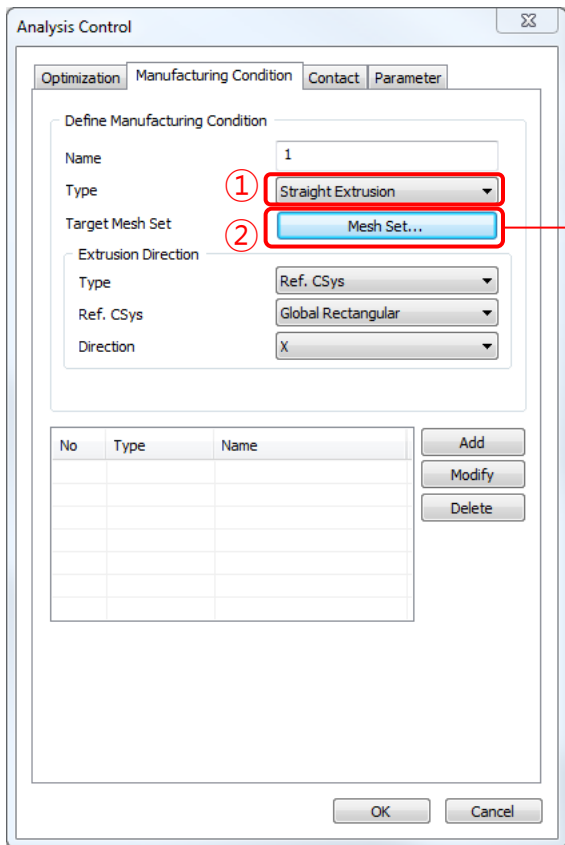 Analysis Control
Optimization Manufacturing Condition Contact Parameter
Define Manufacturing Condition
Name 1
Type ① Straight Extrusion
Target Mesh Set ② Mesh Set...
Extrusion Direction
Type Ref. CSys
Ref. CSys Global Rectangular
Direction X
No Type Name Add
Modify
Delete
OK Cancel